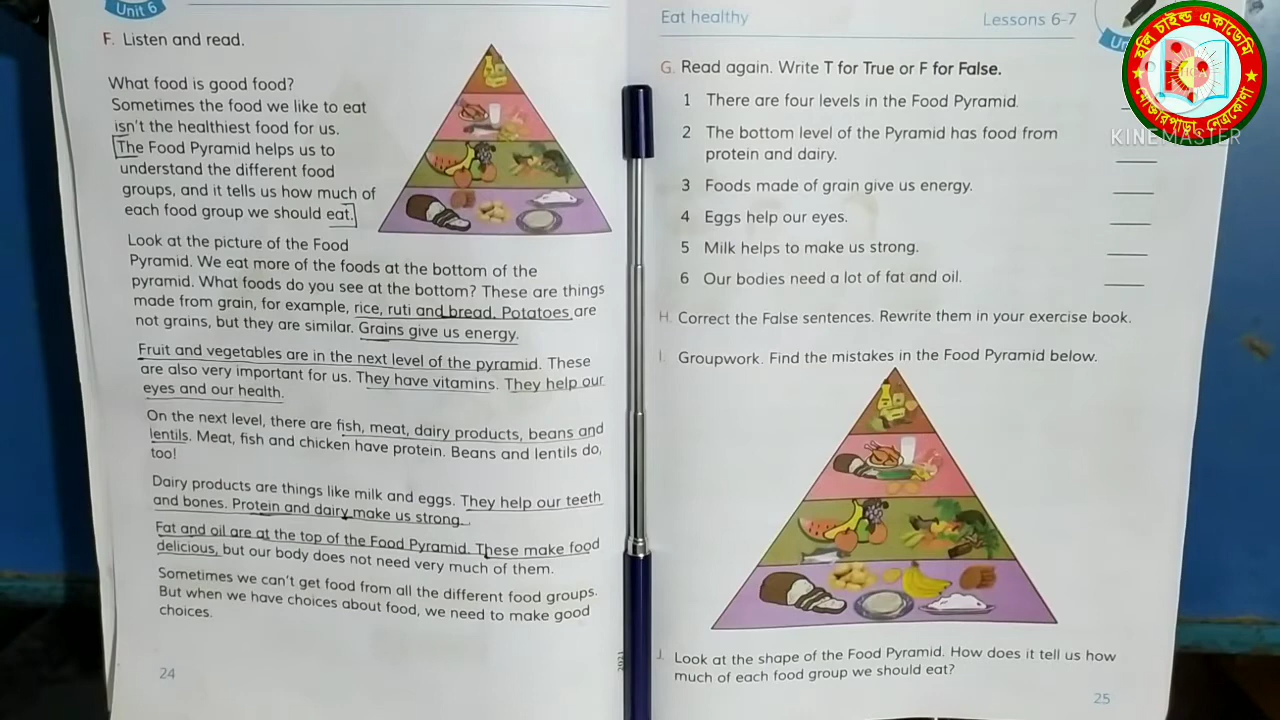 Unit 6
F. Listen and read.
What food is good food?
Sometimes the food we like to eat
isn't the healthiest food for us.
The Food Pyramid helps us to
understand the different food
groups, and it tells us how much of
each food group we should eat.
Look at the picture of the Food
Pyramid. We eat more of the foods at the bottom of the
pyramid. What foods do you see at the bottom? These are things
made from grain, for example, rice, ruti and bread. Potatoes are
not grains, but they are similar. Grains give us energy.
Fruit and vegetables are in the next level of the pyramid. These
are also very important for us. They have vitamins. They help our
eyes and our health.
On the next level, there are fish, meat, dairy products, beans and
lentils. Meat, fish and chicken have protein. Beans and lentils do,
too!
Dairy products are things like milk and eggs. They help our teeth
and bones. Protein and dairy make us strong.
Fat and oil are at the top of the Food Pyramid. These make food
delicious, but our body does not need very much of them.
Sometimes we can't get food from all the different food groups.
But when we have choices about food, we need to make good
choices.
24
Eat healthy Lessons 6-7
G. Read again. Write T for True or F for False.
1 There are four levels in the Food Pyramid.
2 The bottom level of the Pyramid has food from
protein and dairy.
3 Foods made of grain give us energy.
4 Eggs help our eyes.
5 Milk helps to make us strong.
6 Our bodies need a lot of fat and oil.
H. Correct the False sentences. Rewrite them in your exercise book.
I. Groupwork. Find the mistakes in the Food Pyramid below.
J. Look at the shape of the Food Pyramid. How does it tell us how
much of each food group we should eat?
25
হলি চাইল্ড একাডেমি
মোক্তারপাড়া, নেত্রকোণা
KINEMASTER